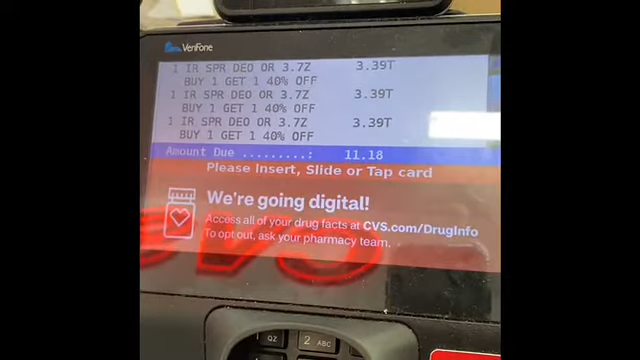 VeriFone
1 IR SPR DEO OR 3.7Z 3.39T
BUY 1 GET 1 40% OFF
1 IR SPR DEO OR 3.7Z 3.39T
BUY 1 GET 1 40% OFF
1 IR SPR DEO OR 3.7Z 3.39T
BUY 1 GET 1 40% OFF
Amount Due ..........: 11.18
Please Insert, Slide or Tap card
We're going digital!
Access all of your drug facts at CVS.com/DrugInfo
To opt out, ask your pharmacy team.
CVS
QZ
2 ABC